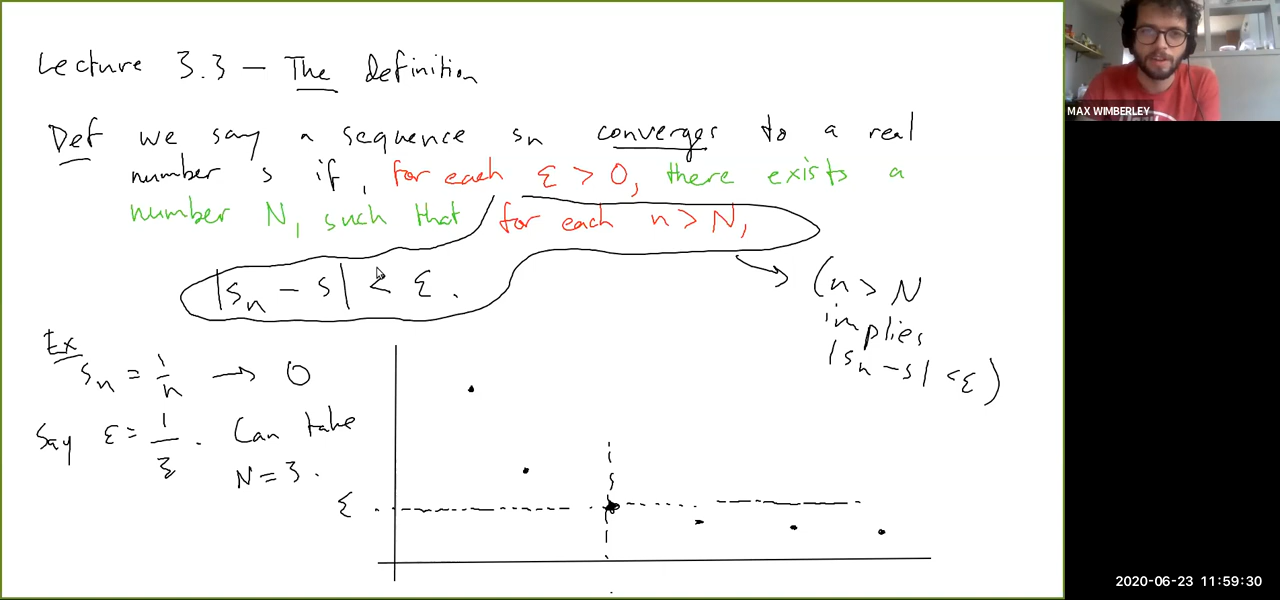 Lecture 3.3 — The definition
Def we say a sequence sn converges to a real
number s if, for each ε > 0, there exists a
number N, such that for each n > N,
|sn - s| < ε.
(n > N
implies
|sn - s| < ε)
Ex
sn = 1/n → 0
Say ε = 1/3. Can take
N = 3.
ε
MAX WIMBERLEY
2020-06-23 11:59:30